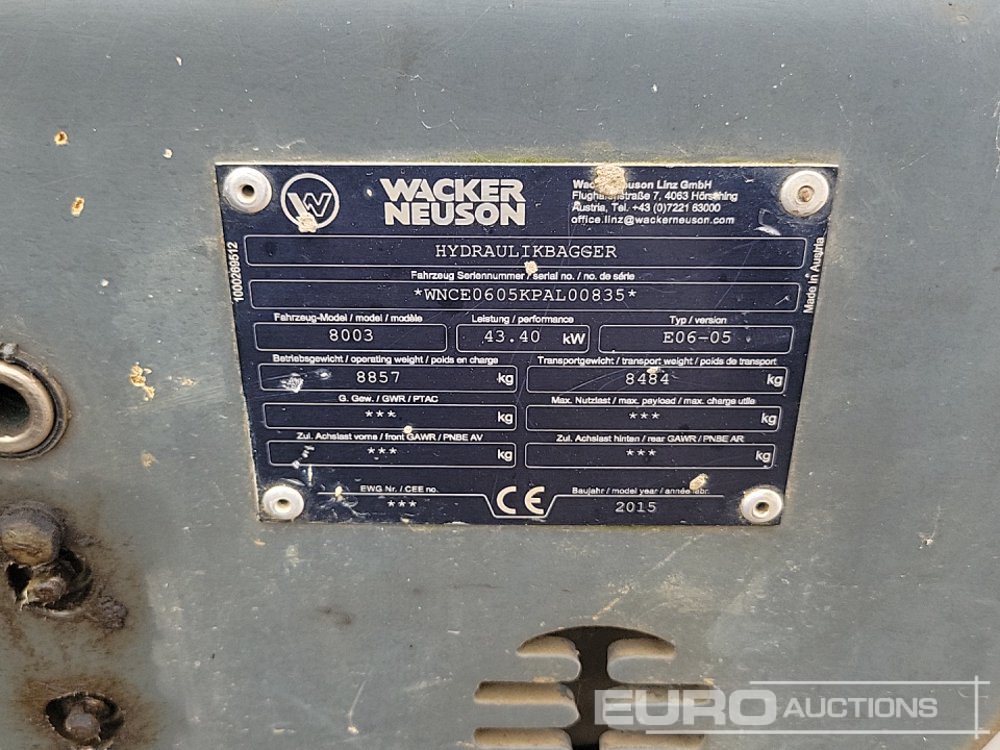 WACKER
NEUSON
Wacker Neuson Linz GmbH
Flughafenstraße 7, 4063 Hörsching
Austria, Tel. +43 (0)7221 63000
office.linz@wackerneuson.com
HYDRAULIKBAGGER
Fahrzeug Seriennummer / serial no. / no. de série
*WNCE0605KPAL00835*
Fahrzeug-Model / model / modèle
Leistung / performance
Typ / version
8003
43.40 kW
E06-05
Betriebsgewicht / operating weight / poids en charge
Transportgewicht / transport weight / poids de transport
8857 kg
8484 kg
G. Gew. / GWR / PTAC
Max. Nutzlast / max. payload / max. charge utile
*** kg
*** kg
Zul. Achslast vorne / front GAWR / PNBE AV
Zul. Achslast hinten / rear GAWR / PNBE AR
*** kg
*** kg
EWG Nr. / CEE no.
***
CE
Baujahr / model year / année fabr.
2015
1000269512
Made in Austria
EURO AUCTIONS